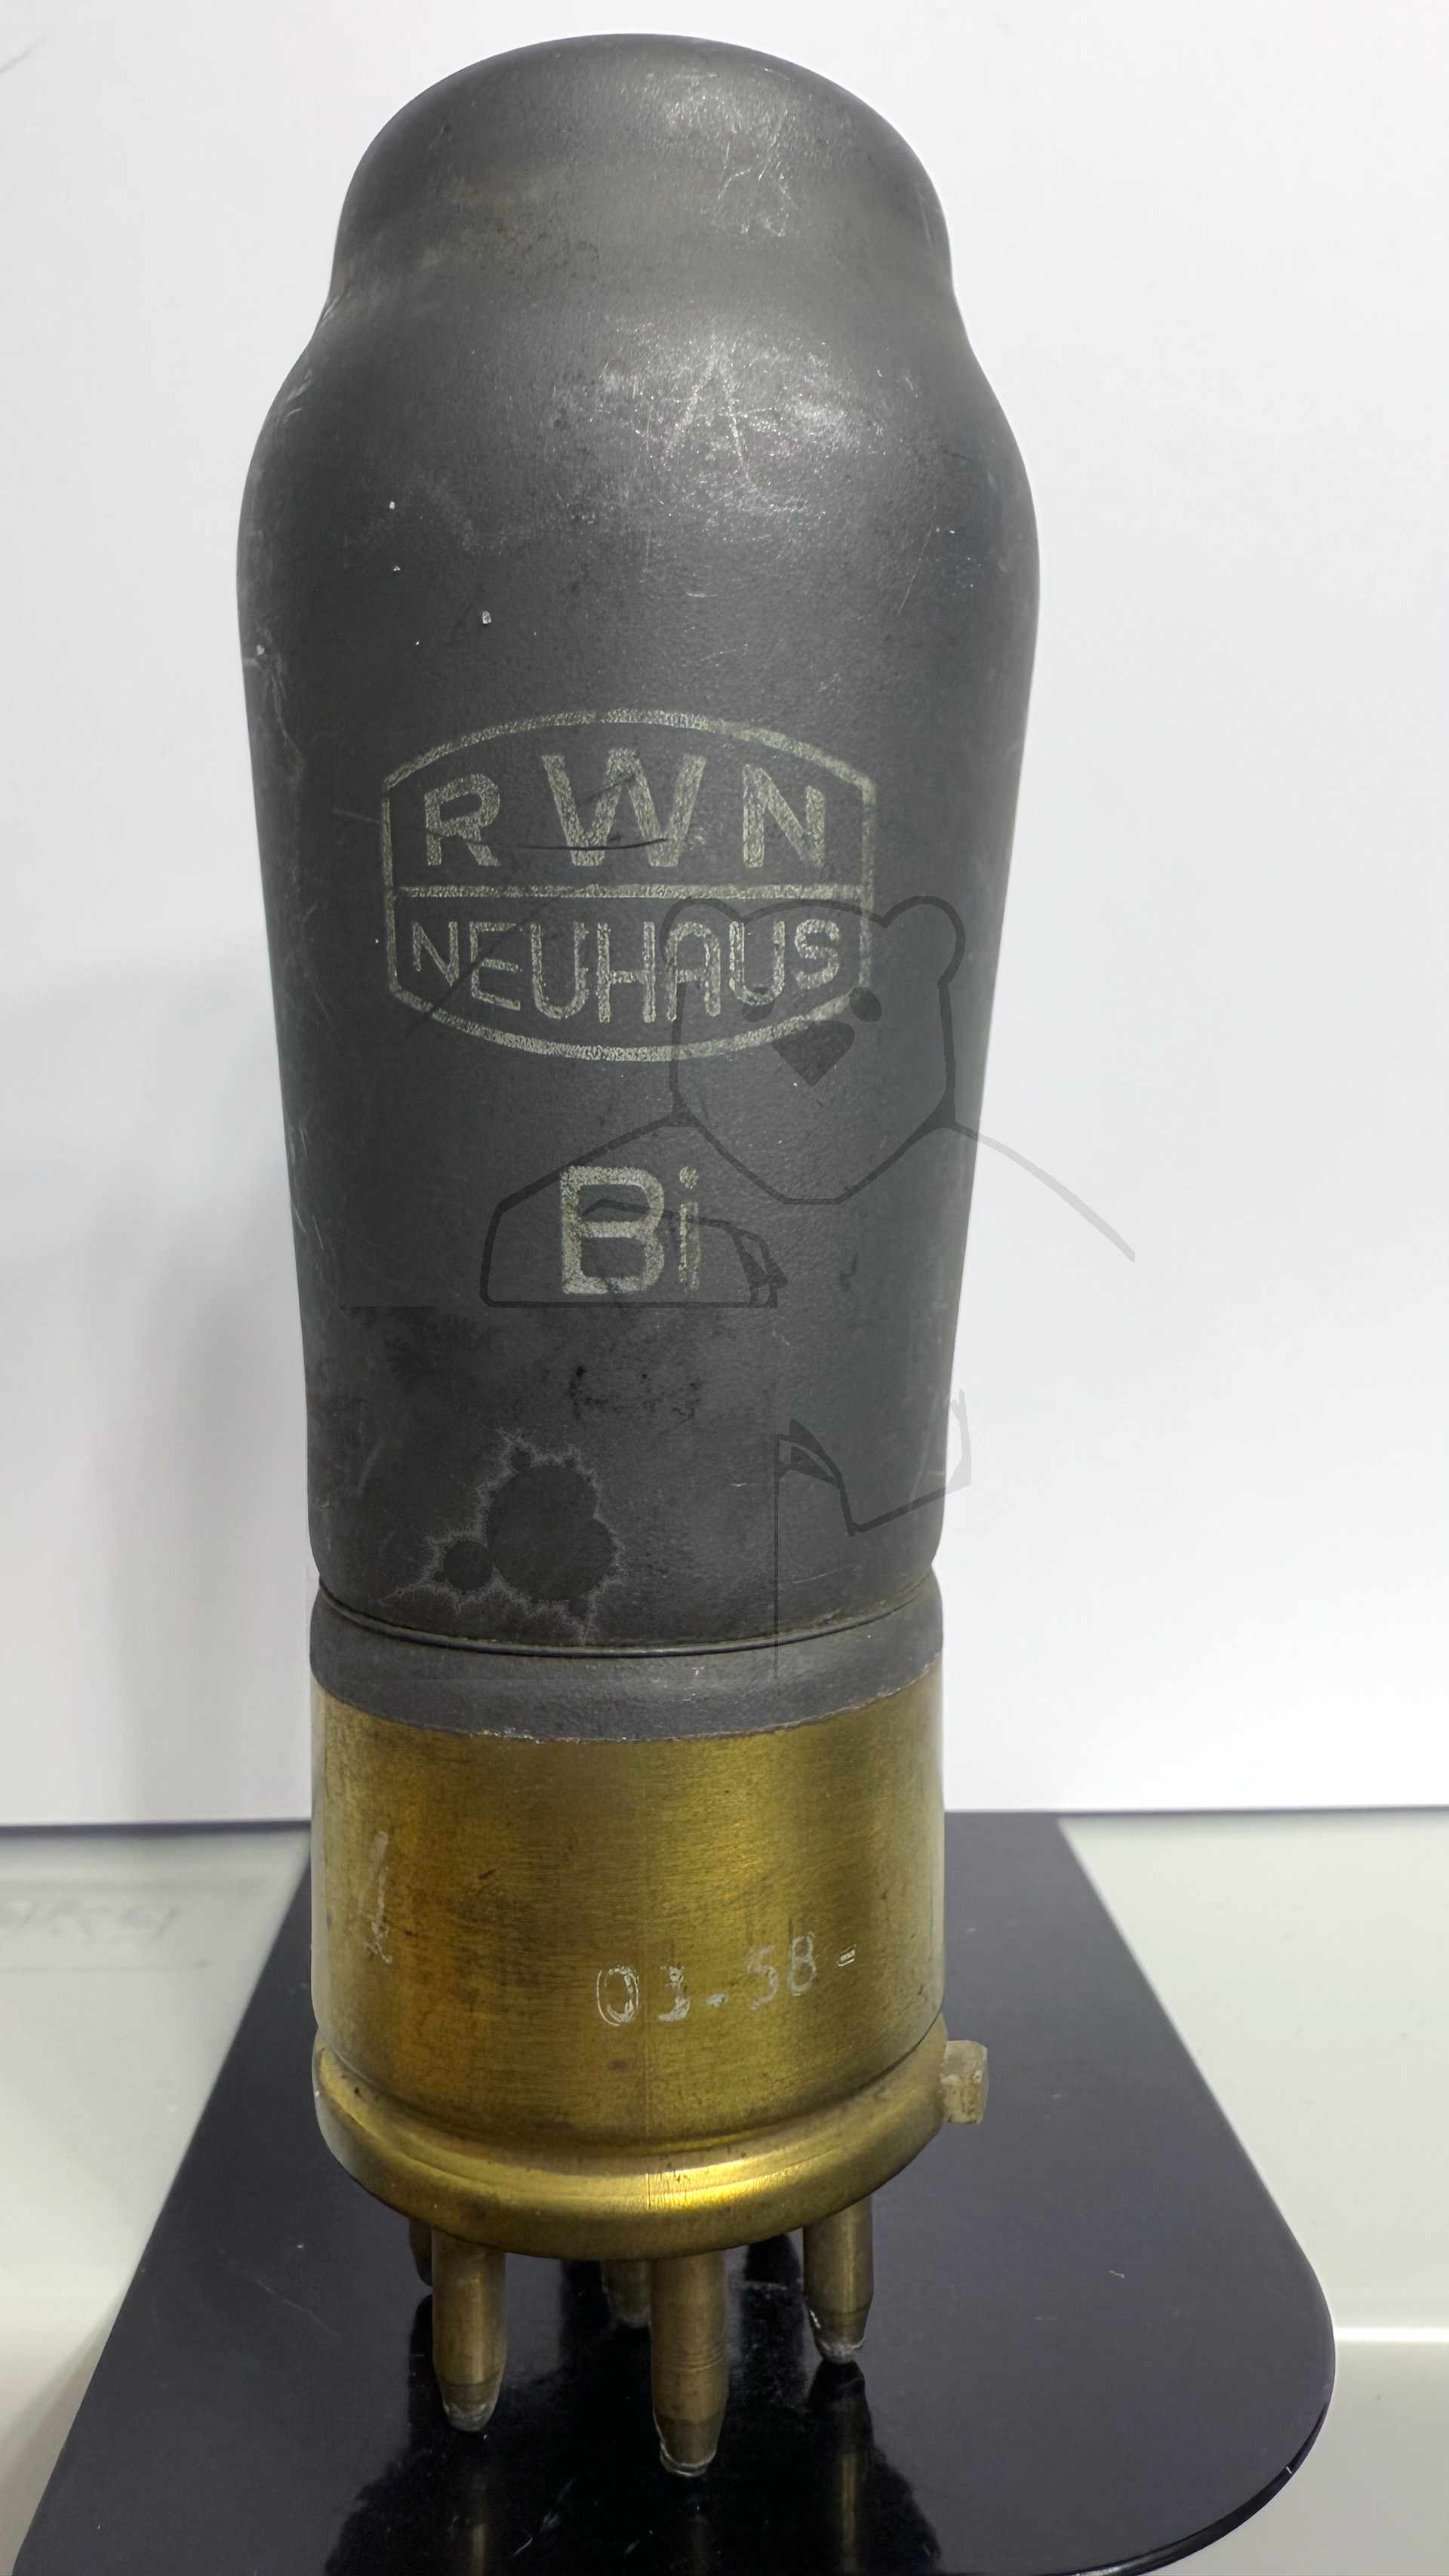 RWN
NEUHAUS
Bi
03-58-